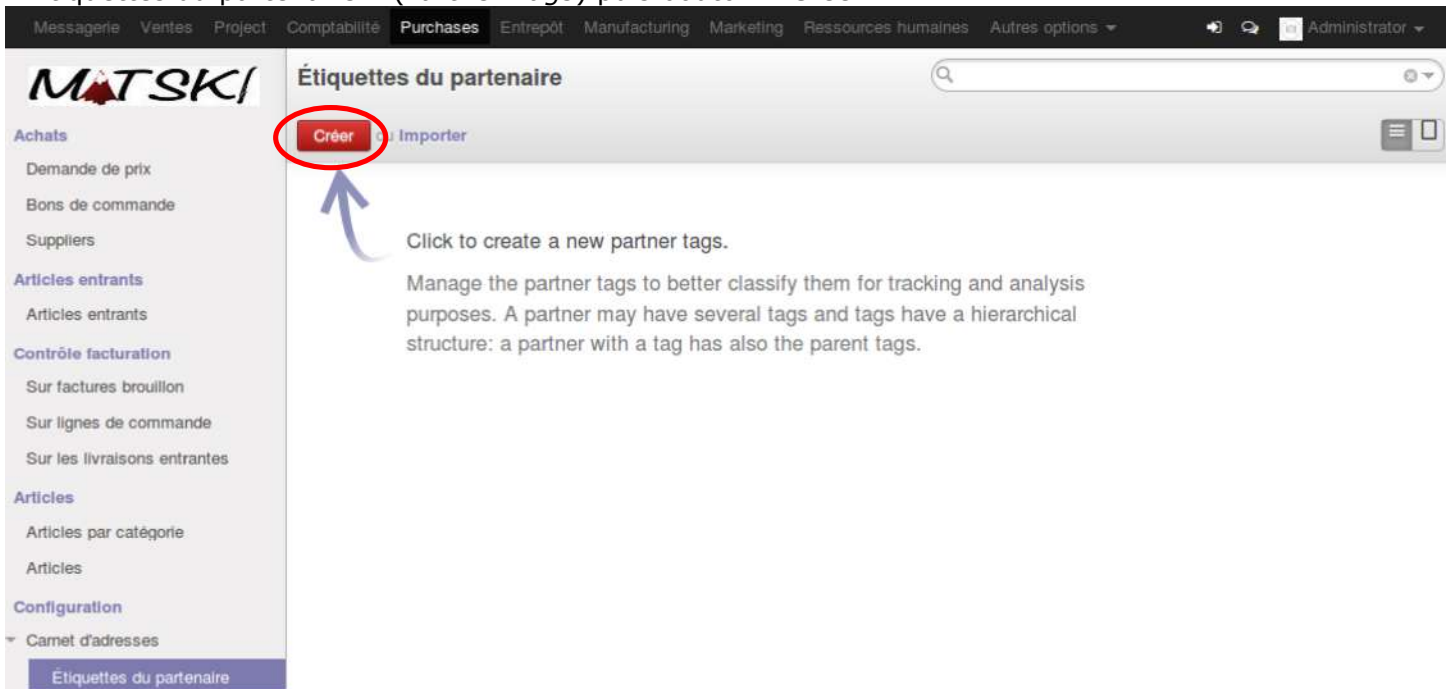 Messagerie Ventes Project Comptabilité Purchases Entrepôt Manufacturing Marketing Ressources humaines Autres options Administrator
MATSKI
Étiquettes du partenaire
Créer ou Importer
Achats
Demande de prix
Bons de commande
Suppliers
Articles entrants
Articles entrants
Contrôle facturation
Sur factures brouillon
Sur lignes de commande
Sur les livraisons entrantes
Articles
Articles par catégorie
Articles
Configuration
Carnet d'adresses
Étiquettes du partenaire
Click to create a new partner tags.
Manage the partner tags to better classify them for tracking and analysis
purposes. A partner may have several tags and tags have a hierarchical
structure: a partner with a tag has also the parent tags.